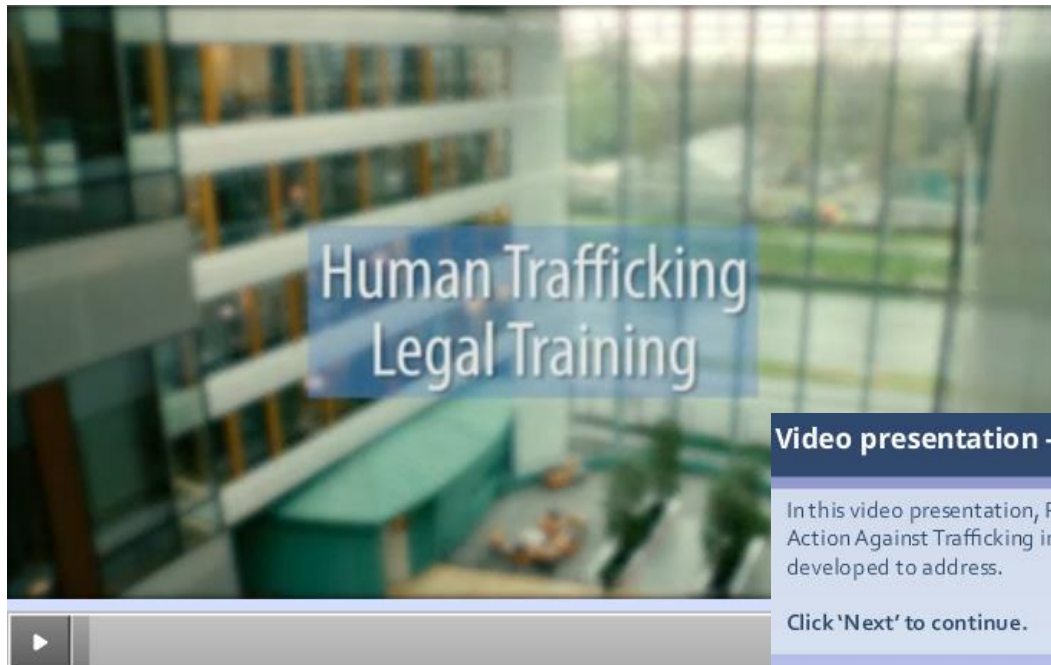 Human Trafficking
Legal Training
Video presentation -
In this video presentation,
Action Against Trafficking
developed to address.
Click 'Next' to continue.